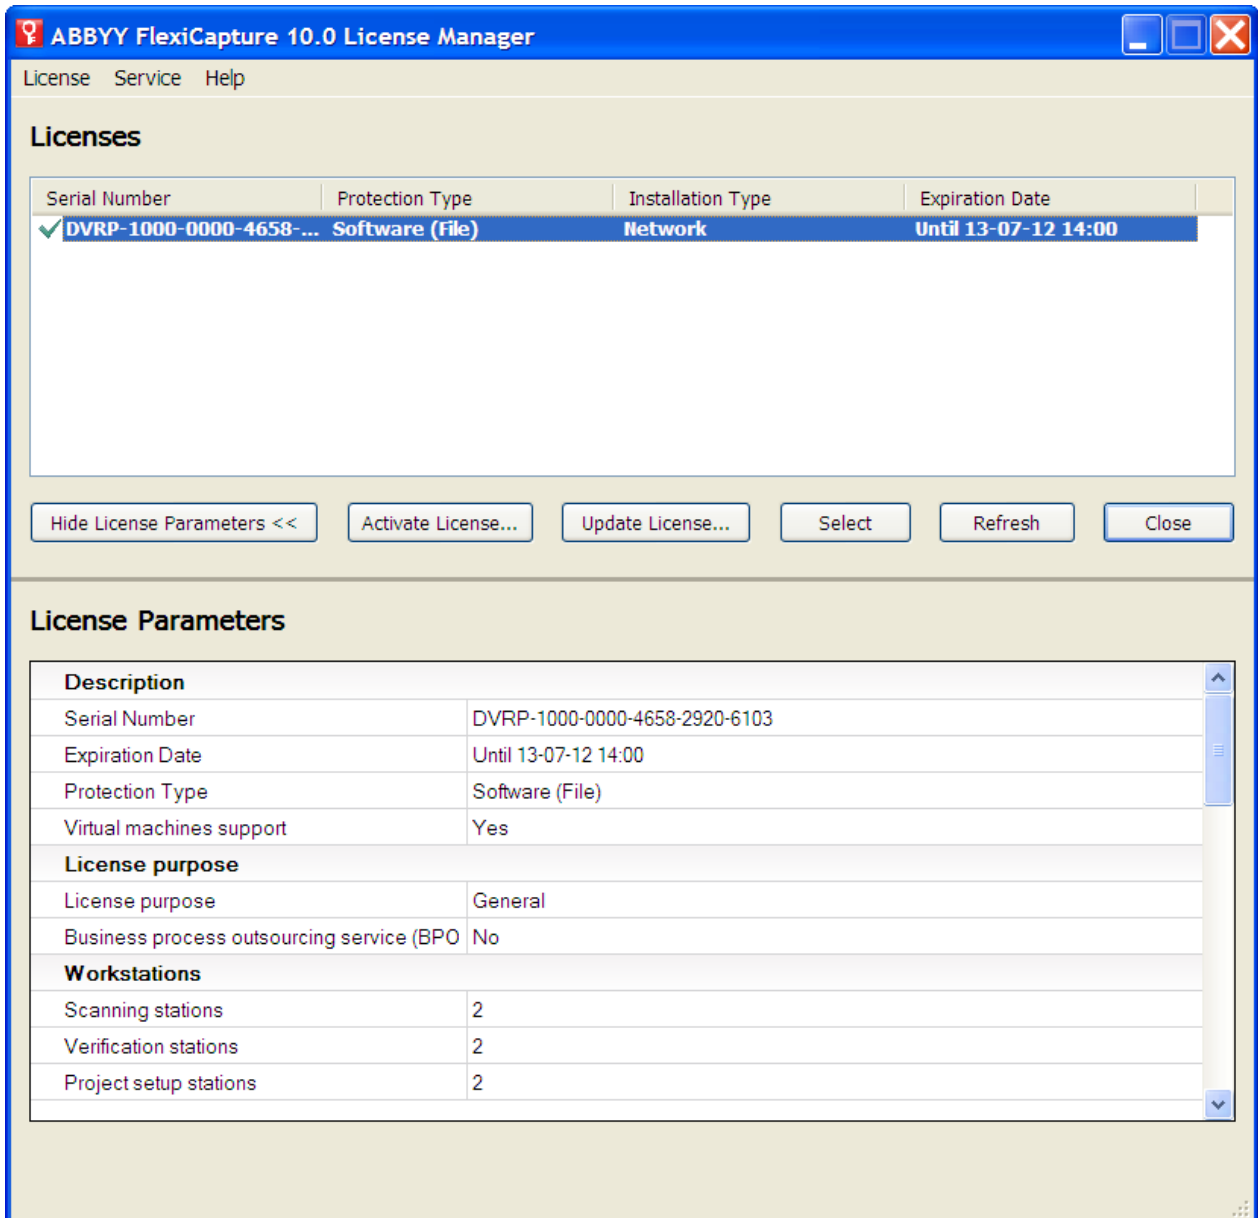 ABBYY FlexiCapture 10.0 License Manager
License Service Help
Licenses
Serial Number Protection Type Installation Type Expiration Date
DVRP-1000-0000-4658-... Software (File) Network Until 13-07-12 14:00
Hide License Parameters << Activate License... Update License... Select Refresh Close
License Parameters
Description
Serial Number DVRP-1000-0000-4658-2920-6103
Expiration Date Until 13-07-12 14:00
Protection Type Software (File)
Virtual machines support Yes
License purpose
License purpose General
Business process outsourcing service (BPO No
Workstations
Scanning stations 2
Verification stations 2
Project setup stations 2